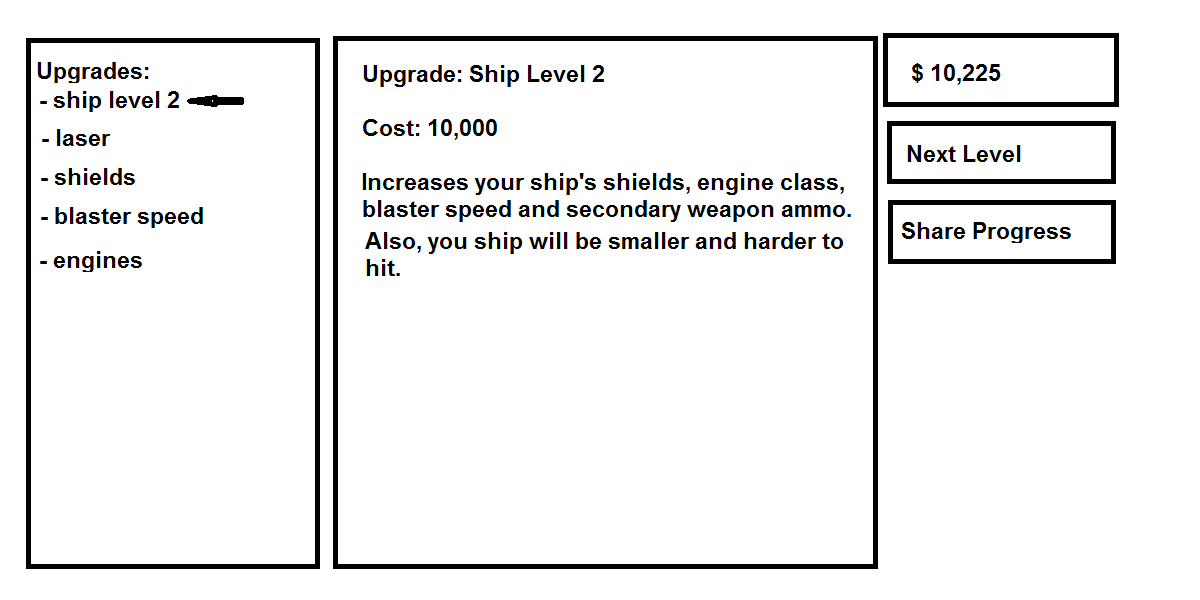 Upgrades:
- ship level 2
- laser
- shields
- blaster speed
- engines
Upgrade: Ship Level 2
Cost: 10,000
Increases your ship's shields, engine class,
blaster speed and secondary weapon ammo.
Also, you ship will be smaller and harder to
hit.
$ 10,225
Next Level
Share Progress